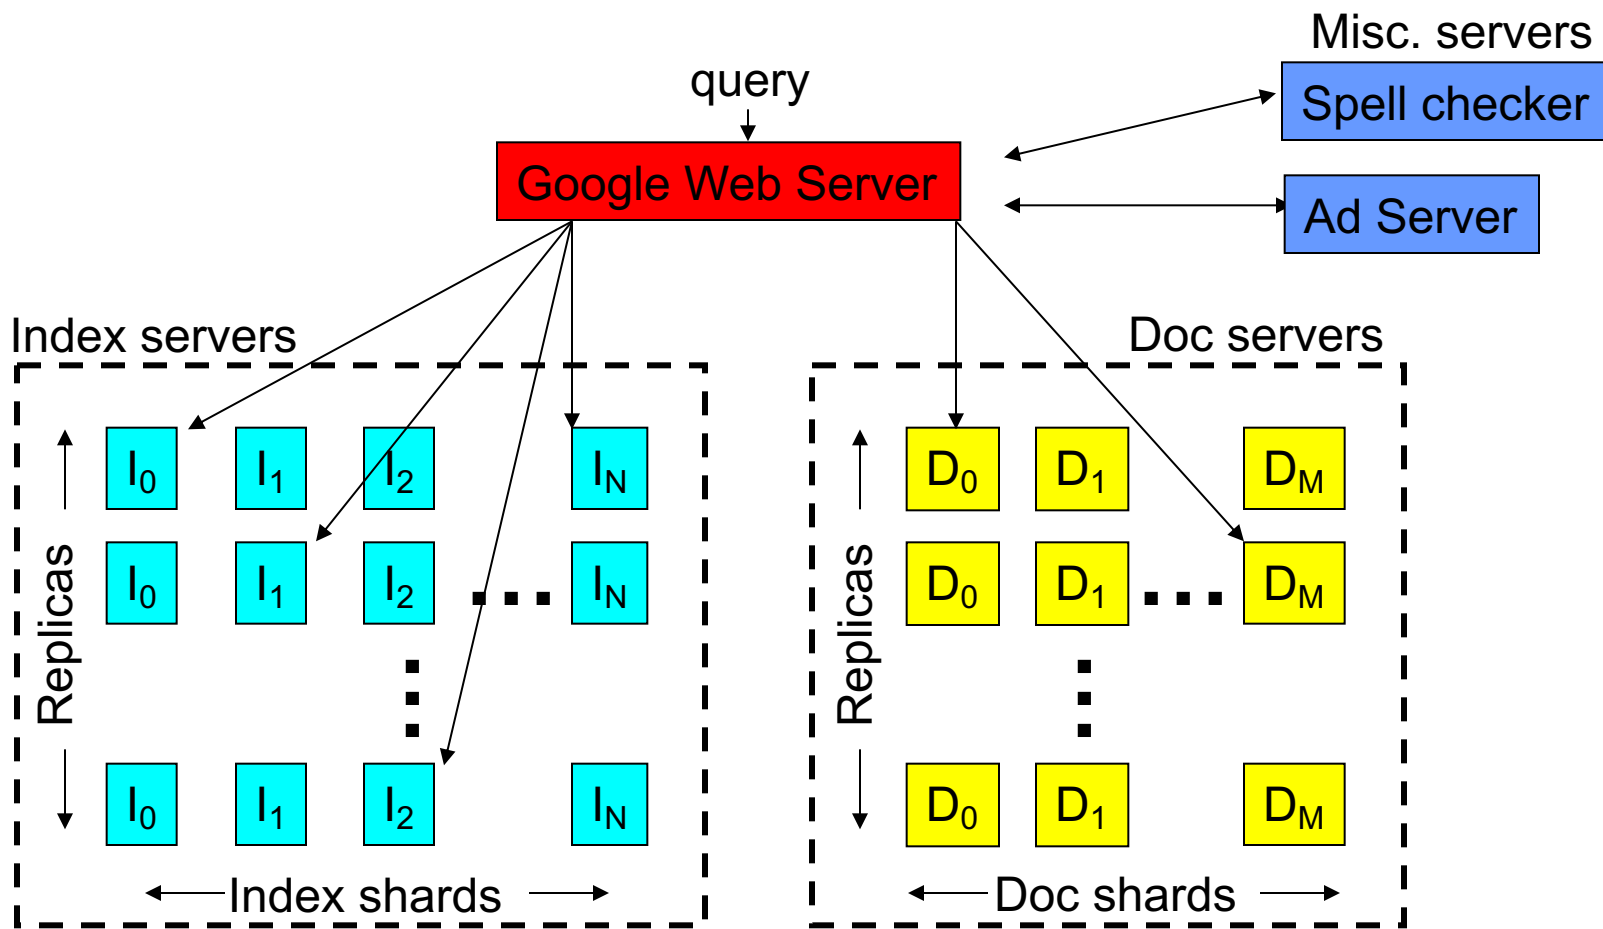 Misc. servers
query
Spell checker
Google Web Server
Ad Server
Index servers
Doc servers
I0 I1 I2 IN
D0 D1 DM
Replicas
I0 I1 I2 ... IN
Replicas
D0 D1 ... DM
I0 I1 I2 IN
D0 D1 DM
Index shards
Doc shards